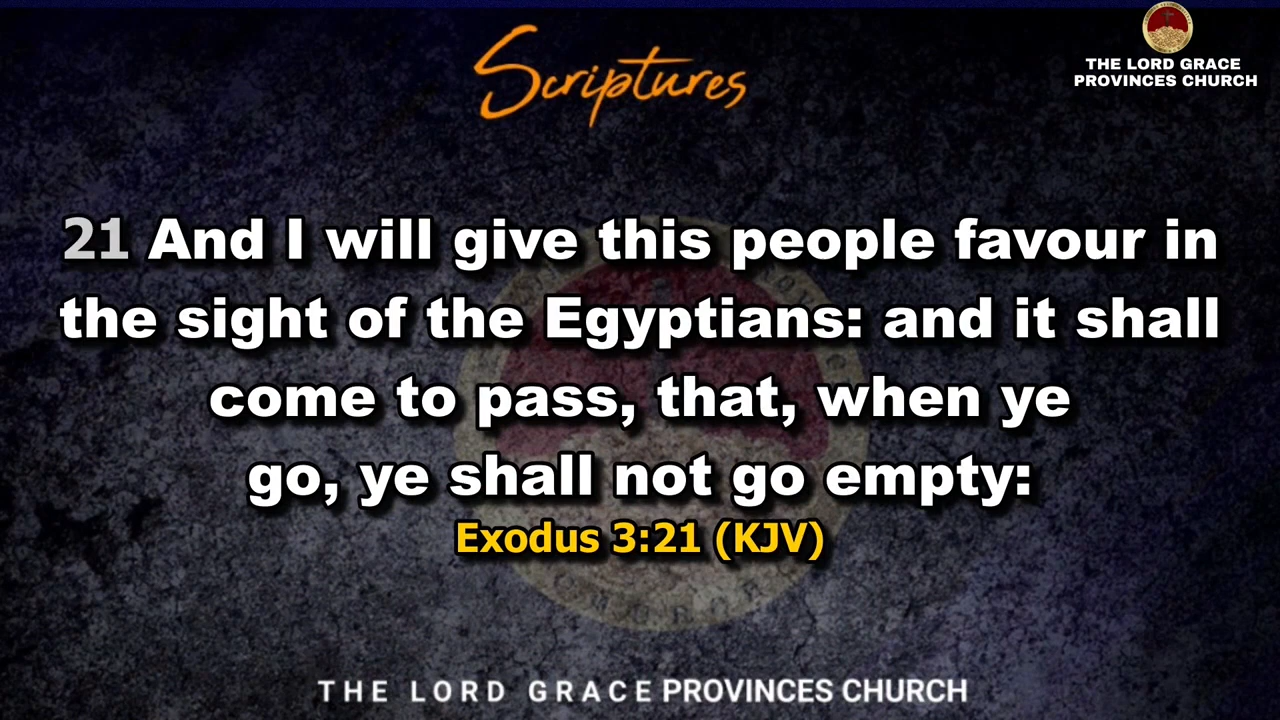 Scriptures
THE LORD GRACE
PROVINCES CHURCH
21 And I will give this people favour in
the sight of the Egyptians: and it shall
come to pass, that, when ye
go, ye shall not go empty:
Exodus 3:21 (KJV)
THE LORD GRACE PROVINCES CHURCH